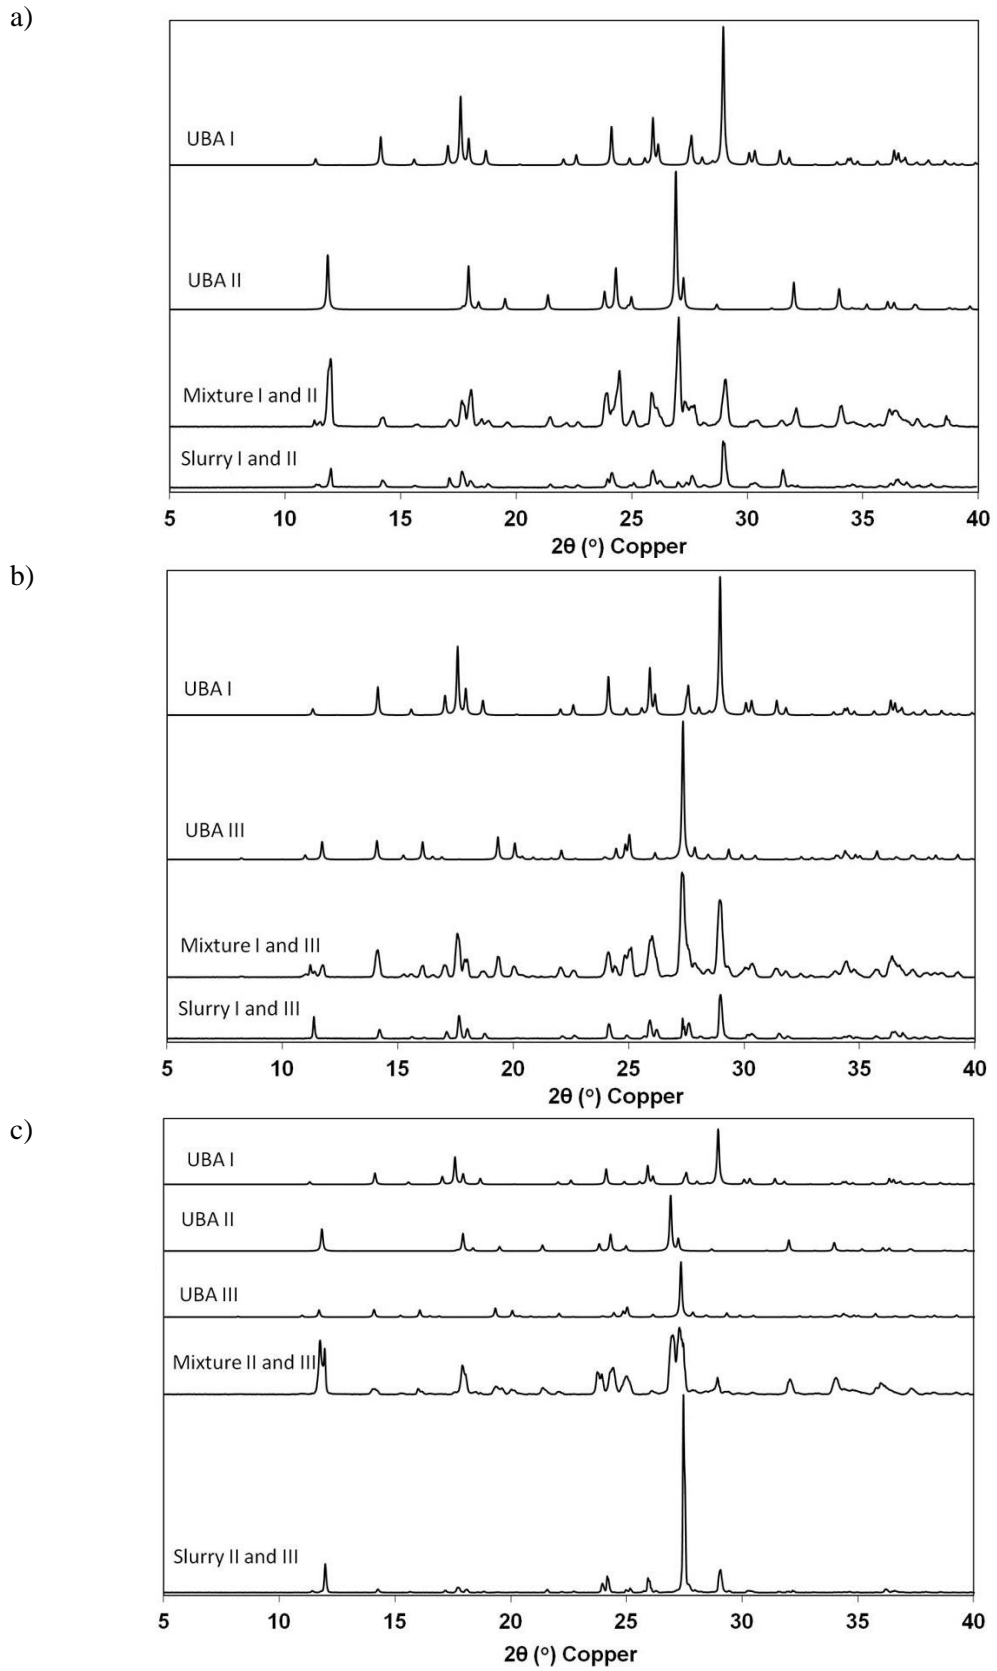 a)
UBA I
UBA II
Mixture I and II
Slurry I and II
5 10 15 20 25 30 35 40
2θ (°) Copper
b)
UBA I
UBA III
Mixture I and III
Slurry I and III
5 10 15 20 25 30 35 40
2θ (°) Copper
c)
UBA I
UBA II
UBA III
Mixture II and III
Slurry II and III
5 10 15 20 25 30 35 40
2θ (°) Copper